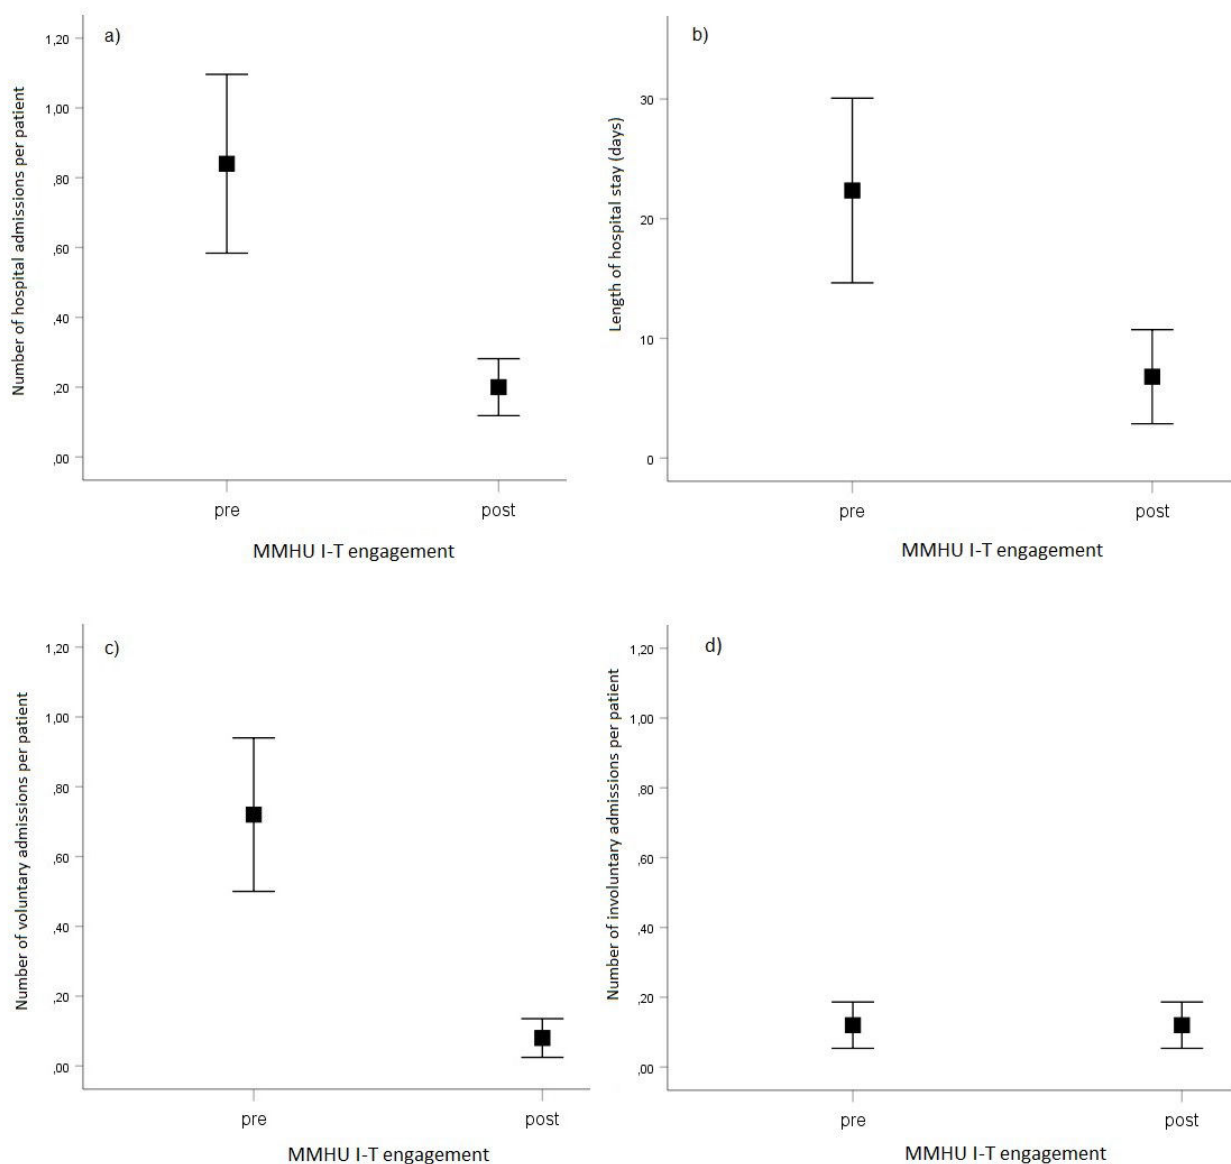 a)
Number of hospital admissions per patient
1,20
1,00
,80
,60
,40
,20
,00
pre
post
MMHU I-T engagement
b)
Length of hospital stay (days)
30
20
10
0
pre
post
MMHU I-T engagement
c)
Number of voluntary admissions per patient
1,20
1,00
,80
,60
,40
,20
,00
pre
post
MMHU I-T engagement
d)
Number of involuntary admissions per patient
1,20
1,00
,80
,60
,40
,20
,00
pre
post
MMHU I-T engagement